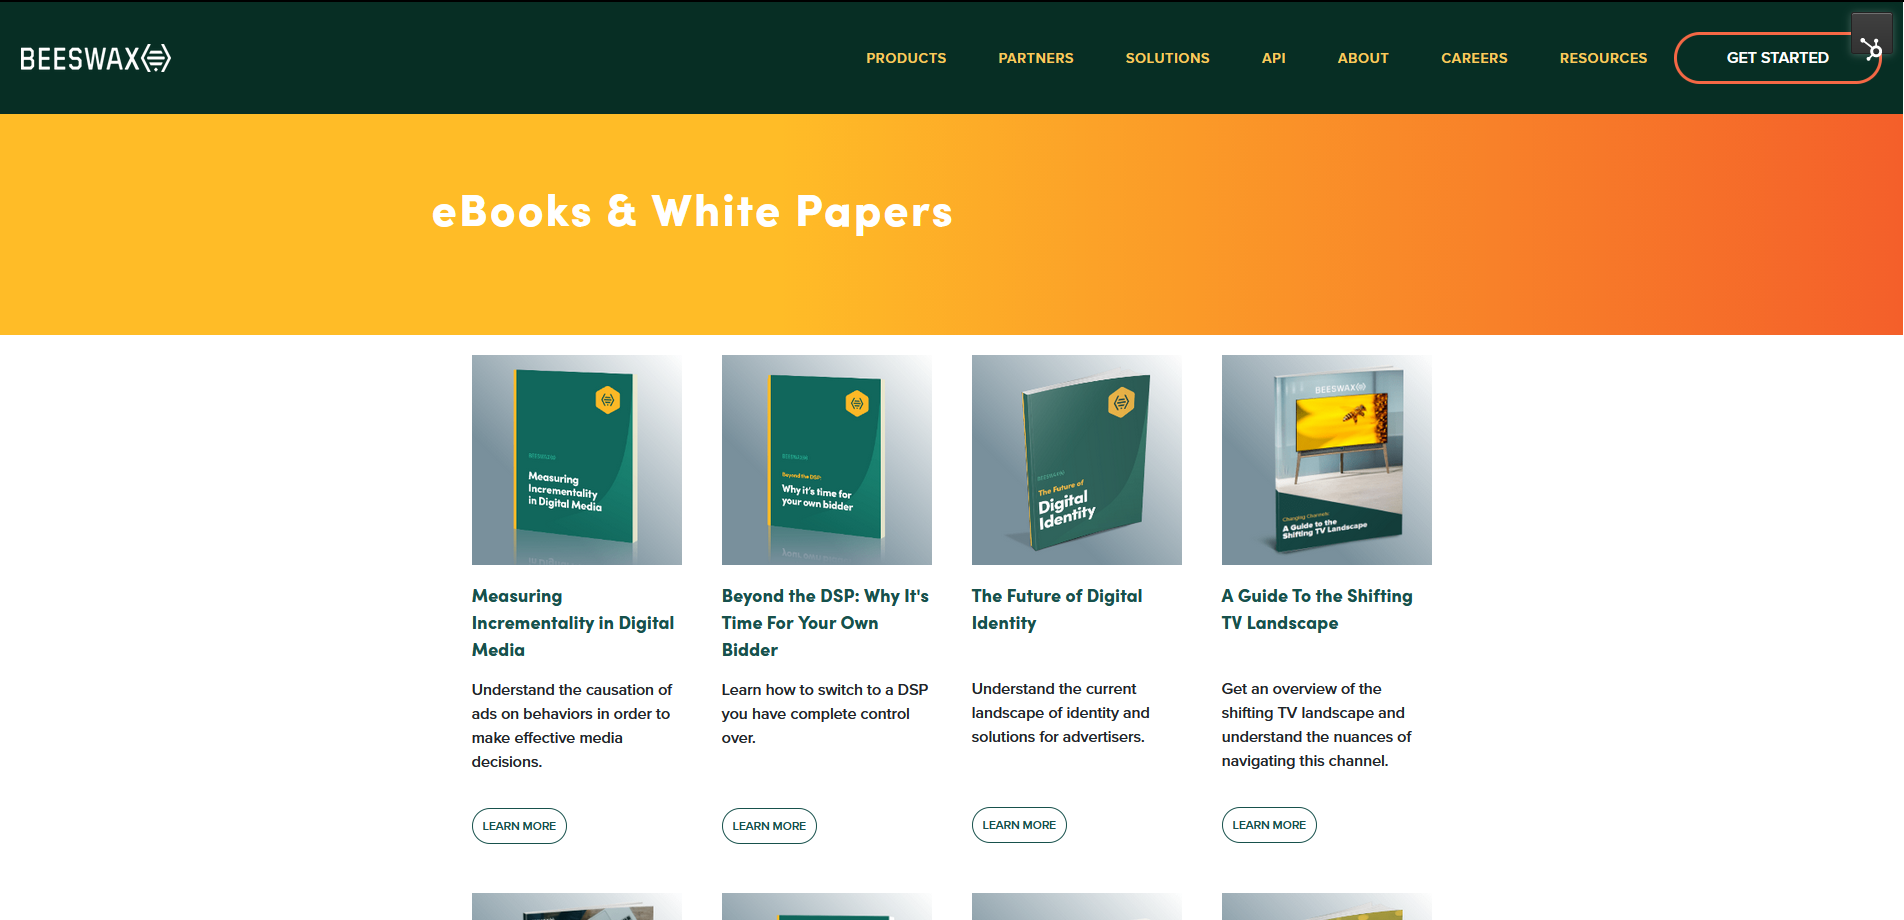 BEESWAX
PRODUCTS
PARTNERS
SOLUTIONS
API
ABOUT
CAREERS
RESOURCES
GET STARTED
eBooks & White Papers
Measuring
Incrementality
in Digital Media
Beyond the DSP:
Why it's time for
your own bidder
The Future of
Digital
Identity
BEESWAX
Changing Channels:
A Guide to the
Shifting TV Landscape
Measuring
Incrementality in Digital
Media
Understand the causation of
ads on behaviors in order to
make effective media
decisions.
LEARN MORE
Beyond the DSP: Why It's
Time For Your Own
Bidder
Learn how to switch to a DSP
you have complete control
over.
LEARN MORE
The Future of Digital
Identity
Understand the current
landscape of identity and
solutions for advertisers.
LEARN MORE
A Guide To the Shifting
TV Landscape
Get an overview of the
shifting TV landscape and
understand the nuances of
navigating this channel.
LEARN MORE